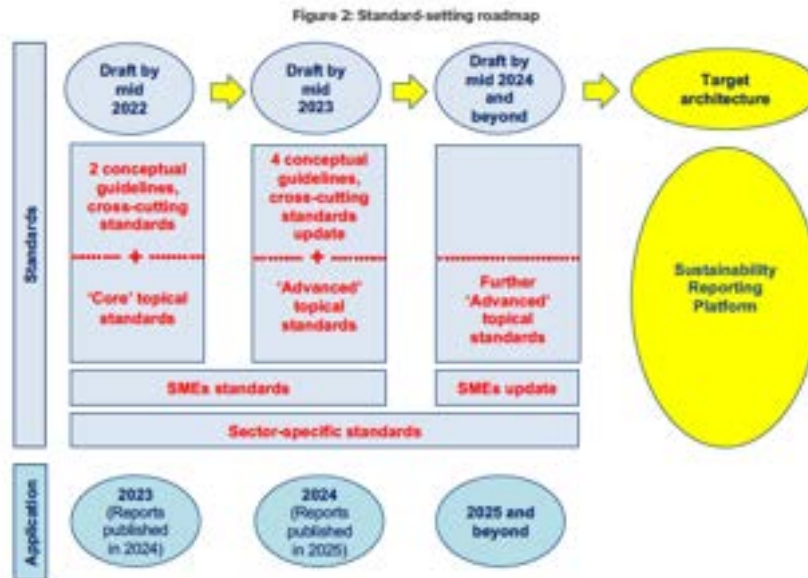 Figure 2: Standard-setting roadmap
Draft by
mid
2022
Draft by
mid
2023
Draft by
mid 2024
and
beyond
Target
architecture
Standards
2 conceptual
guidelines,
cross-cutting
standards
+
'Core' topical
standards
4 conceptual
guidelines,
cross-cutting
standards
update
+
'Advanced'
topical
standards
Further
'Advanced'
topical
standards
Sustainability
Reporting
Platform
SMEs standards
SMEs update
Sector-specific standards
Application
2023
(Reports
published
in 2024)
2024
(Reports
published
in 2025)
2025 and
beyond